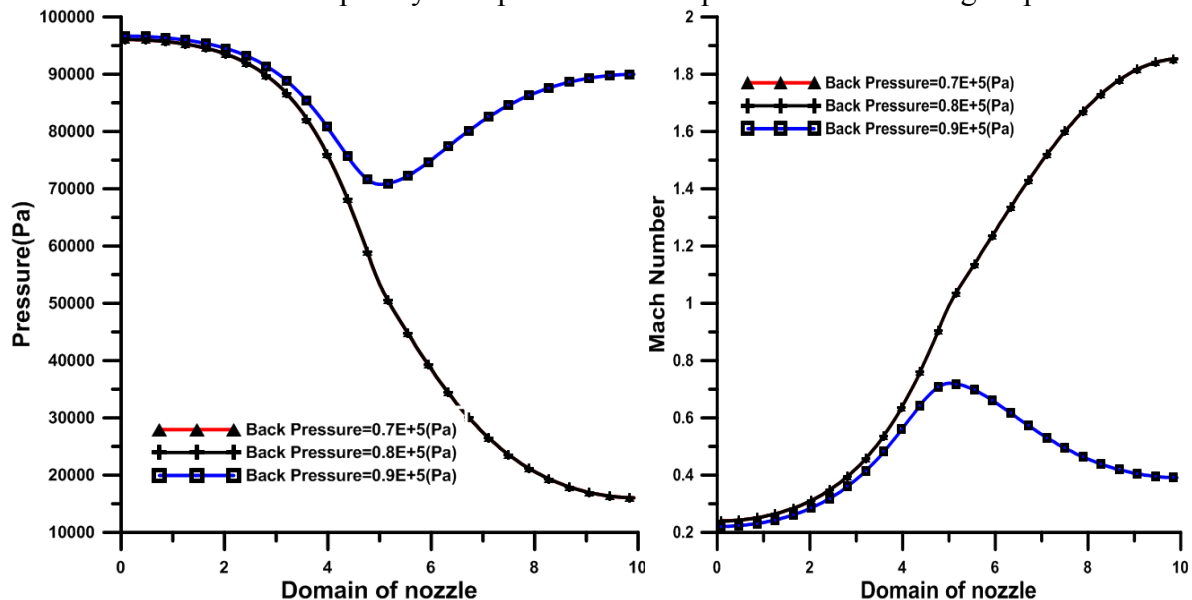 100000
90000
80000
70000
60000
50000
40000
30000
20000
10000
Pressure(Pa)
Back Pressure=0.7E+5(Pa)
Back Pressure=0.8E+5(Pa)
Back Pressure=0.9E+5(Pa)
0 2 4 6 8 10
Domain of nozzle
2
1.8
1.6
1.4
1.2
1
0.8
0.6
0.4
0.2
Mach Number
Back Pressure=0.7E+5(Pa)
Back Pressure=0.8E+5(Pa)
Back Pressure=0.9E+5(Pa)
0 2 4 6 8 10
Domain of nozzle